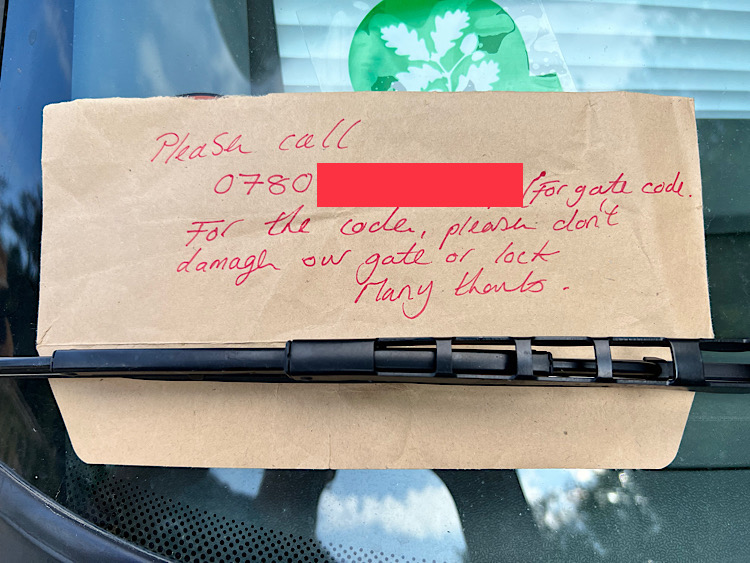 Please call
0780 for gate code.
For the code, please don't
damage our gate or lock
Many thanks.